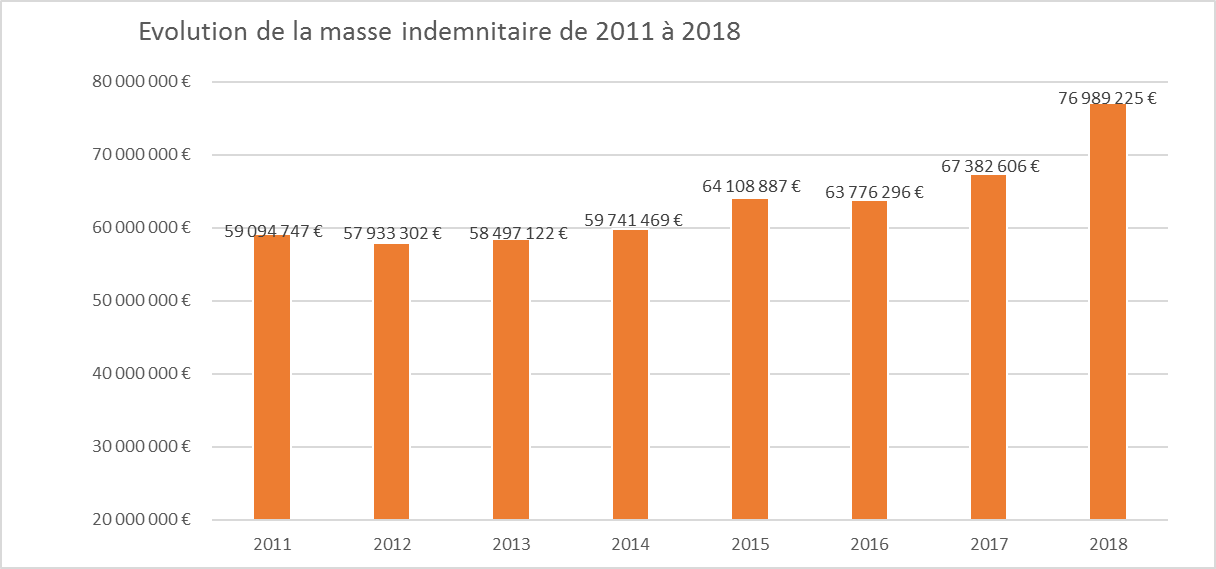 Evolution de la masse indemnitaire de 2011 à 2018
80 000 000 €
70 000 000 €
60 000 000 €
50 000 000 €
40 000 000 €
30 000 000 €
20 000 000 €
59 094 747 €
57 933 302 €
58 497 122 €
59 741 469 €
64 108 887 €
63 776 296 €
67 382 606 €
76 989 225 €
2011 2012 2013 2014 2015 2016 2017 2018